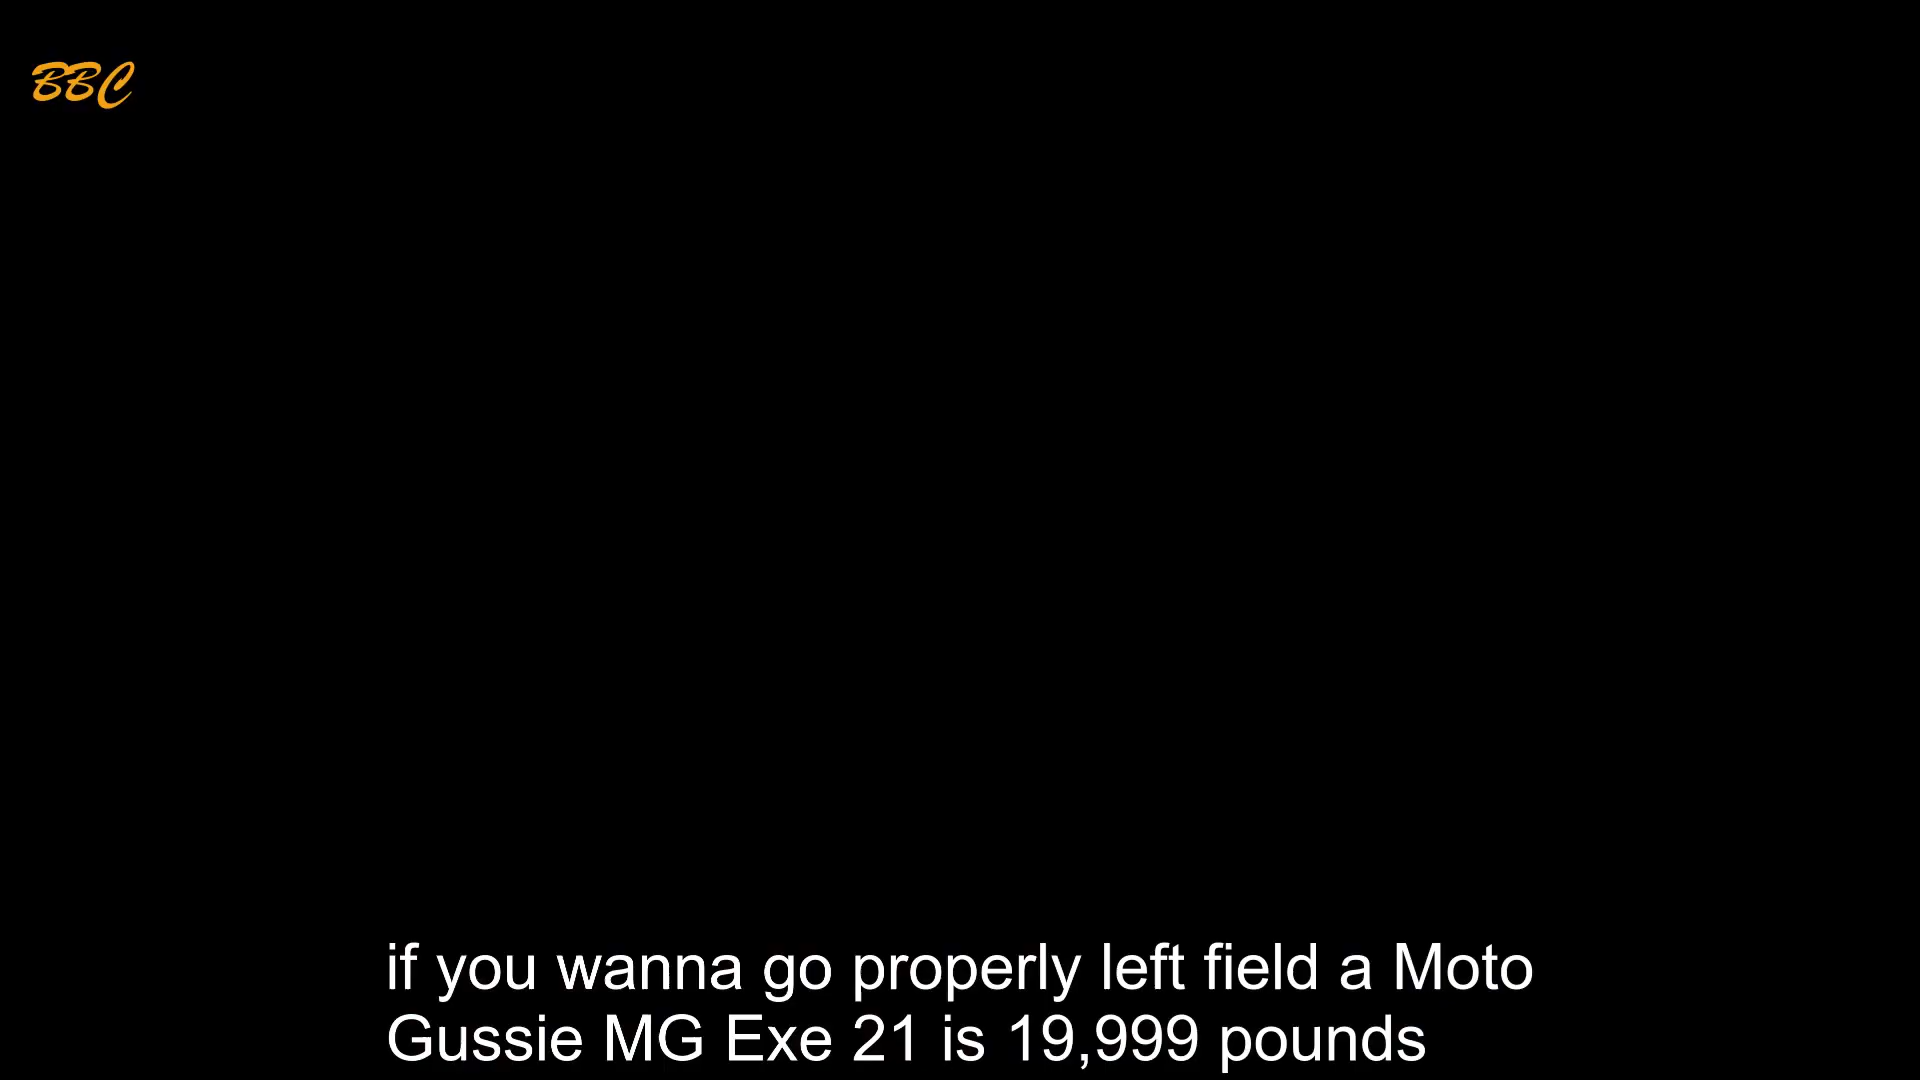 BBC
if you wanna go properly left field a Moto
Gussie MG Exe 21 is 19,999 pounds